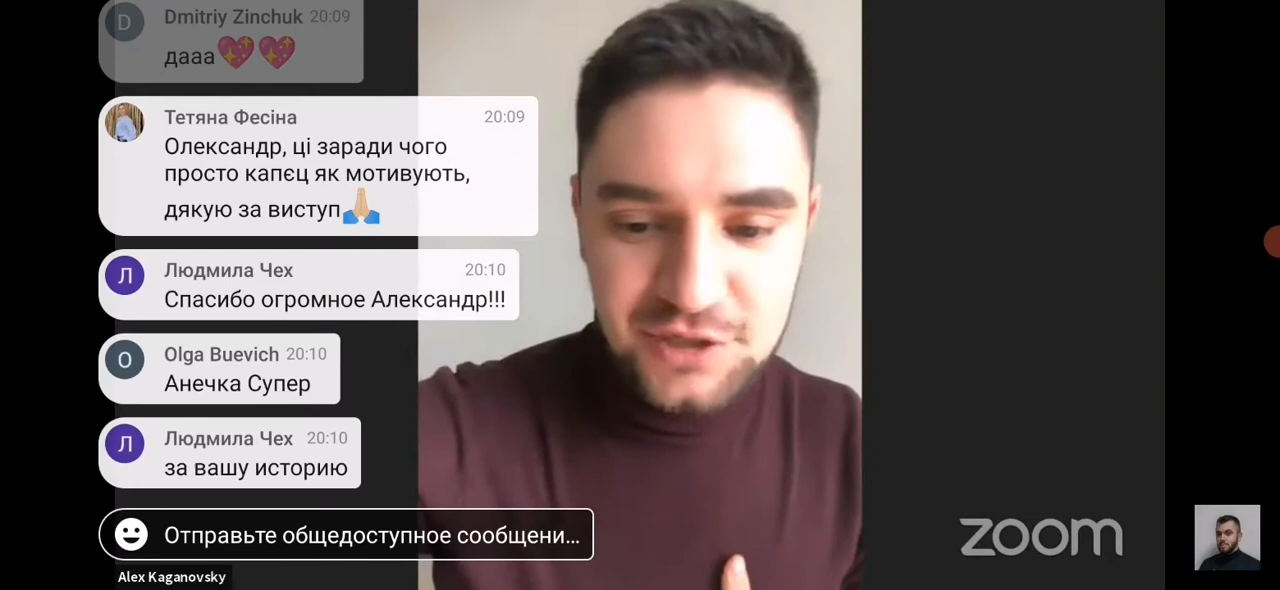 Dmitriy Zinchuk 20:09
дааа💖💖
Тетяна Фесіна 20:09
Олександр, ці заради чого
просто капєц як мотивують,
дякую за виступ🙏🏼
Людмила Чех 20:10
Спасибо огромное Александр!!!
Olga Buevich 20:10
Анечка Супер
Людмила Чех 20:10
за вашу историю
Отправьте общедоступное сообщени...
Alex Kaganovsky
zoom